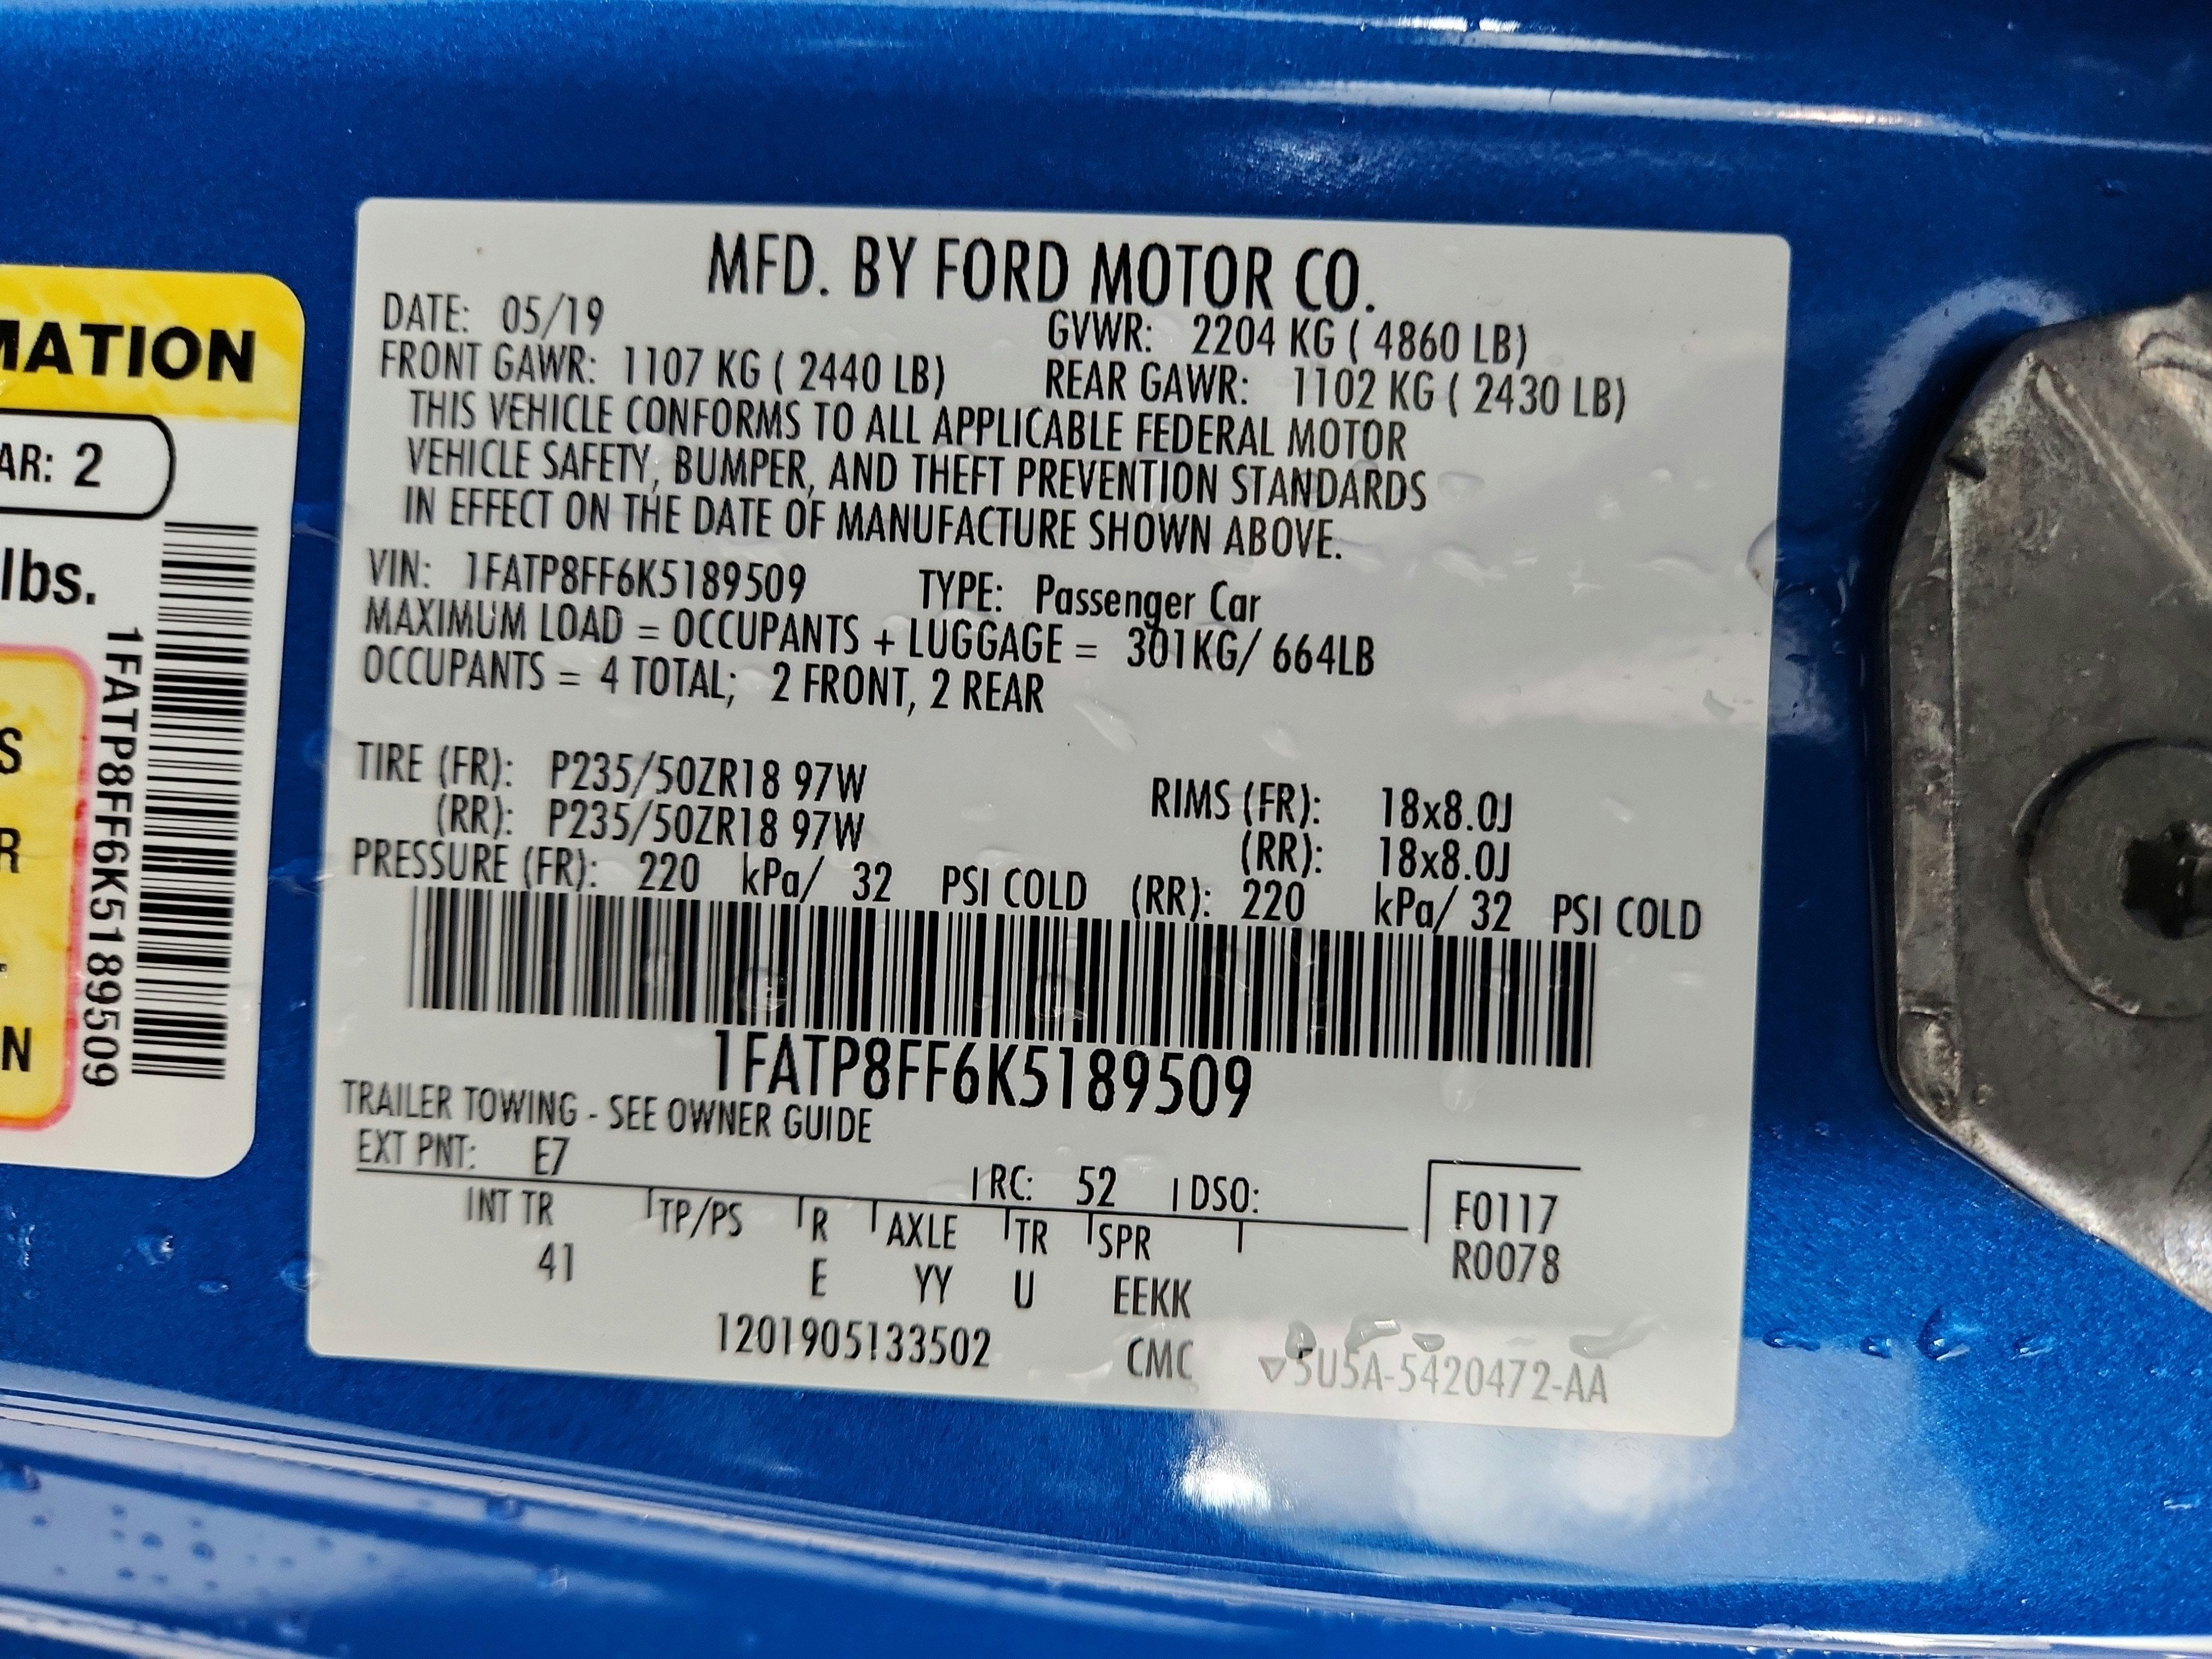 MATION
AR: 2
lbs.
S
R
N
1FATP8FF6K5189509
MFD. BY FORD MOTOR CO.
DATE: 05/19 GVWR: 2204 KG ( 4860 LB)
FRONT GAWR: 1107 KG ( 2440 LB) REAR GAWR: 1102 KG ( 2430 LB)
THIS VEHICLE CONFORMS TO ALL APPLICABLE FEDERAL MOTOR
VEHICLE SAFETY, BUMPER, AND THEFT PREVENTION STANDARDS
IN EFFECT ON THE DATE OF MANUFACTURE SHOWN ABOVE.
VIN: 1FATP8FF6K5189509 TYPE: Passenger Car
MAXIMUM LOAD = OCCUPANTS + LUGGAGE = 301KG/ 664LB
OCCUPANTS = 4 TOTAL; 2 FRONT, 2 REAR
TIRE (FR): P235/50ZR18 97W RIMS (FR): 18x8.0J
(RR): P235/50ZR18 97W (RR): 18x8.0J
PRESSURE (FR): 220 kPa/ 32 PSI COLD (RR): 220 kPa/ 32 PSI COLD
1FATP8FF6K5189509
TRAILER TOWING - SEE OWNER GUIDE
EXT PNT: E7 RC: 52 DSO:
INT TR TP/PS R AXLE TR SPR F0117
41 E YY U EEKK R0078
1201905133502 CMC ▽5U5A-5420472-AA